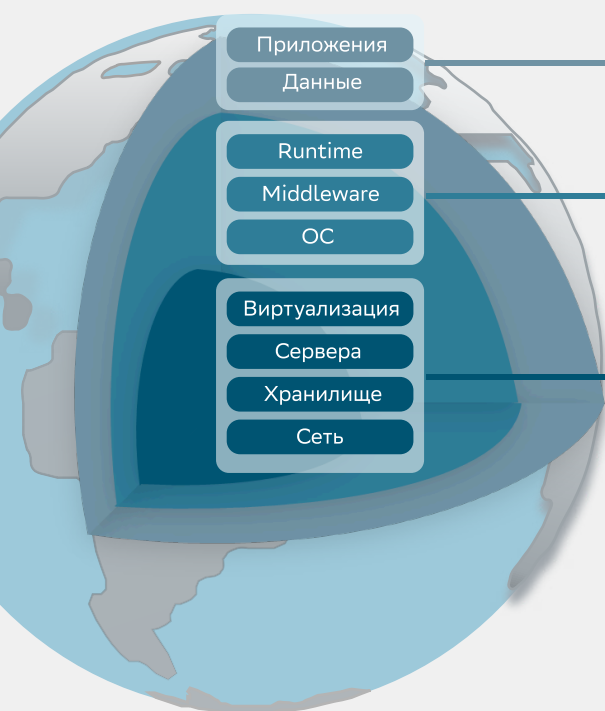 Приложения
Данные
Runtime
Middleware
ОС
Виртуализация
Сервера
Хранилище
Сеть